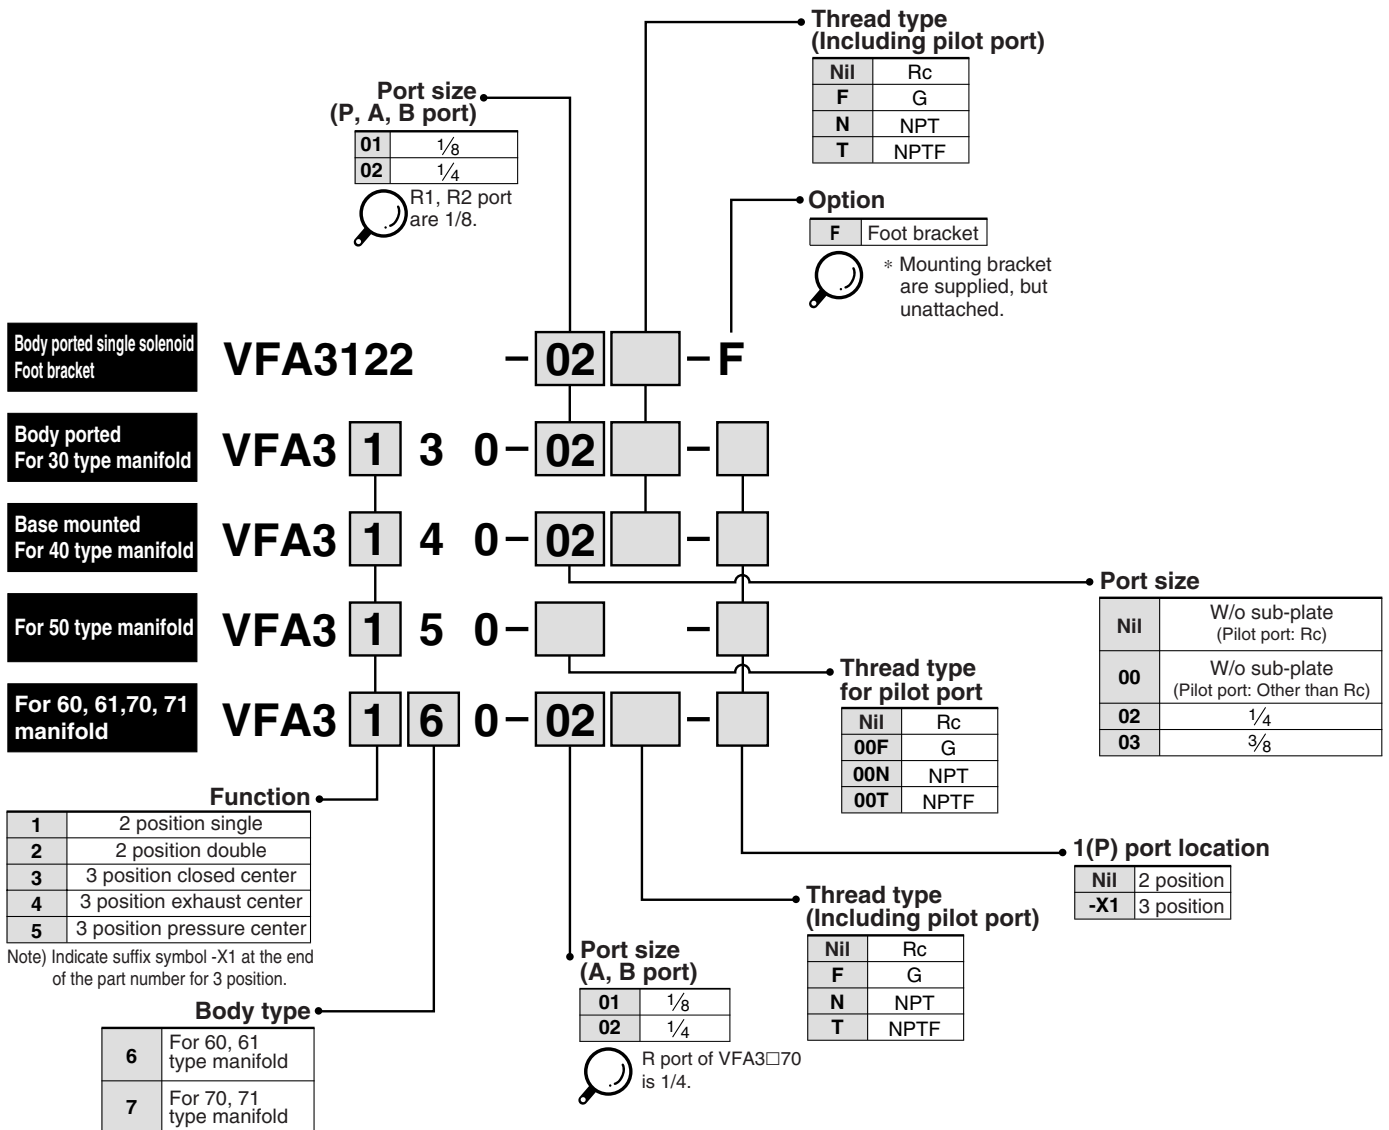 Thread type
(Including pilot port)
Nil Rc
F G
N NPT
T NPTF
Port size
(P, A, B port)
01 1/8
02 1/4
R1, R2 port
are 1/8.
Option
F Foot bracket
* Mounting bracket
are supplied, but
unattached.
Body ported single solenoid
Foot bracket
VFA3122 - 02 - F
Body ported
For 30 type manifold
VFA3 1 3 0 - 02 -
Base mounted
For 40 type manifold
VFA3 1 4 0 - 02 -
For 50 type manifold
VFA3 1 5 0 - -
For 60, 61,70, 71
manifold
VFA3 1 6 0 - 02 -
Port size
Nil W/o sub-plate
(Pilot port: Rc)
00 W/o sub-plate
(Pilot port: Other than Rc)
02 1/4
03 3/8
Thread type
for pilot port
Nil Rc
00F G
00N NPT
00T NPTF
Function
1 2 position single
2 2 position double
3 3 position closed center
4 3 position exhaust center
5 3 position pressure center
Note) Indicate suffix symbol -X1 at the end
of the part number for 3 position.
1(P) port location
Nil 2 position
-X1 3 position
Thread type
(Including pilot port)
Nil Rc
F G
N NPT
T NPTF
Port size
(A, B port)
01 1/8
02 1/4
R port of VFA3□70
is 1/4.
Body type
6 For 60, 61
type manifold
7 For 70, 71
type manifold